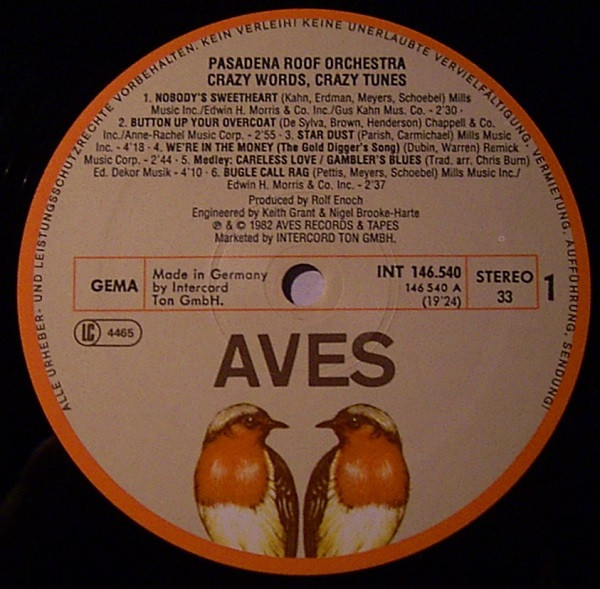 ALLE URHEBER- UND LEISTUNGSSCHUTZRECHTE VORBEHALTEN. KEIN VERLEIH! KEINE UNERLAUBTE VERVIELFÄLTIGUNG, VERMIETUNG, AUFFÜHRUNG, SENDUNG!
PASADENA ROOF ORCHESTRA
CRAZY WORDS, CRAZY TUNES
1. NOBODY'S SWEETHEART (Kahn, Erdman, Meyers, Schoebel) Mills
Music Inc./Edwin H. Morris & Co. Inc./Gus Kahn Mus. Co. - 2'30 -
2. BUTTON UP YOUR OVERCOAT (De Sylva, Brown, Henderson) Chappell & Co.
Inc./Anne-Rachel Music Corp. - 2'55 - 3. STAR DUST (Parish, Carmichael) Mills Music
Inc. - 4'18 - 4. WE'RE IN THE MONEY (The Gold Digger's Song) (Dubin, Warren) Remick
Music Corp. - 2'44 - 5. Medley: CARELESS LOVE / GAMBLER'S BLUES (Trad. arr. Chris Burn)
Ed. Dekor Musik - 4'10 - 6. BUGLE CALL RAG (Pettis, Meyers, Schoebel) Mills Music Inc./
Edwin H. Morris & Co. Inc. - 2'37
Produced by Rolf Enoch
Engineered by Keith Grant & Nigel Brooke-Harte
℗ & © 1982 AVES RECORDS & TAPES
Marketed by INTERCORD TON GMBH.
GEMA
Made in Germany
by Intercord
Ton GmbH.
INT 146.540
146 540 A
(19'24)
STEREO
33
1
LC 4465
AVES